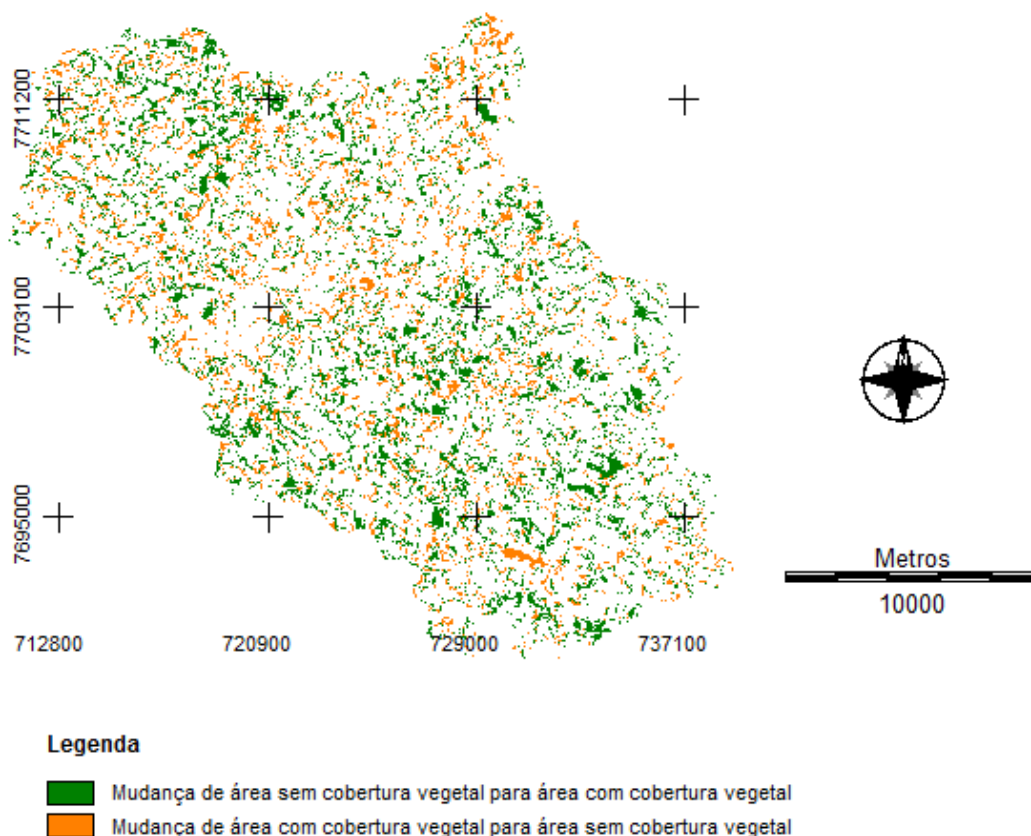 7711200
7703100
7695000
712800 720900 729000 737100
Metros
10000
Legenda
Mudança de área sem cobertura vegetal para área com cobertura vegetal
Mudança de área com cobertura vegetal para área sem cobertura vegetal